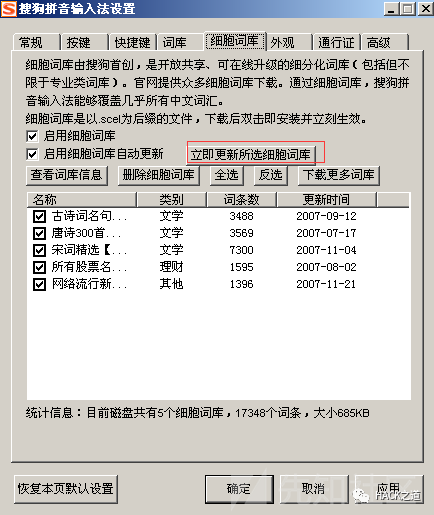 搜狗拼音输入法设置
常规 按键 快捷键 词库 细胞词库 外观 通行证 高级
细胞词库由搜狗首创，是开放共享、可在线升级的细分化词库（包括但不
限于专业类词库）。官网提供众多细胞词库下载。通过细胞词库，搜狗拼
音输入法能够覆盖几乎所有中文词汇。
细胞词库是以.scel为后缀的文件，下载后双击即安装并立刻生效。
启用细胞词库
启用细胞词库自动更新 立即更新所选细胞词库
查看词库信息 删除细胞词库 全选 反选 下载更多词库
名称 类别 词条数 更新时间
古诗词名句... 文学 3488 2007-09-12
唐诗300首... 文学 3569 2007-07-17
宋词精选【... 文学 7300 2007-11-04
所有股票名... 理财 1595 2007-08-02
网络流行新... 其他 1396 2007-11-21
统计信息：目前磁盘共有5个细胞词库，17348个词条，大小685KB
恢复本页默认设置 确定 取消 应用
HACK之道